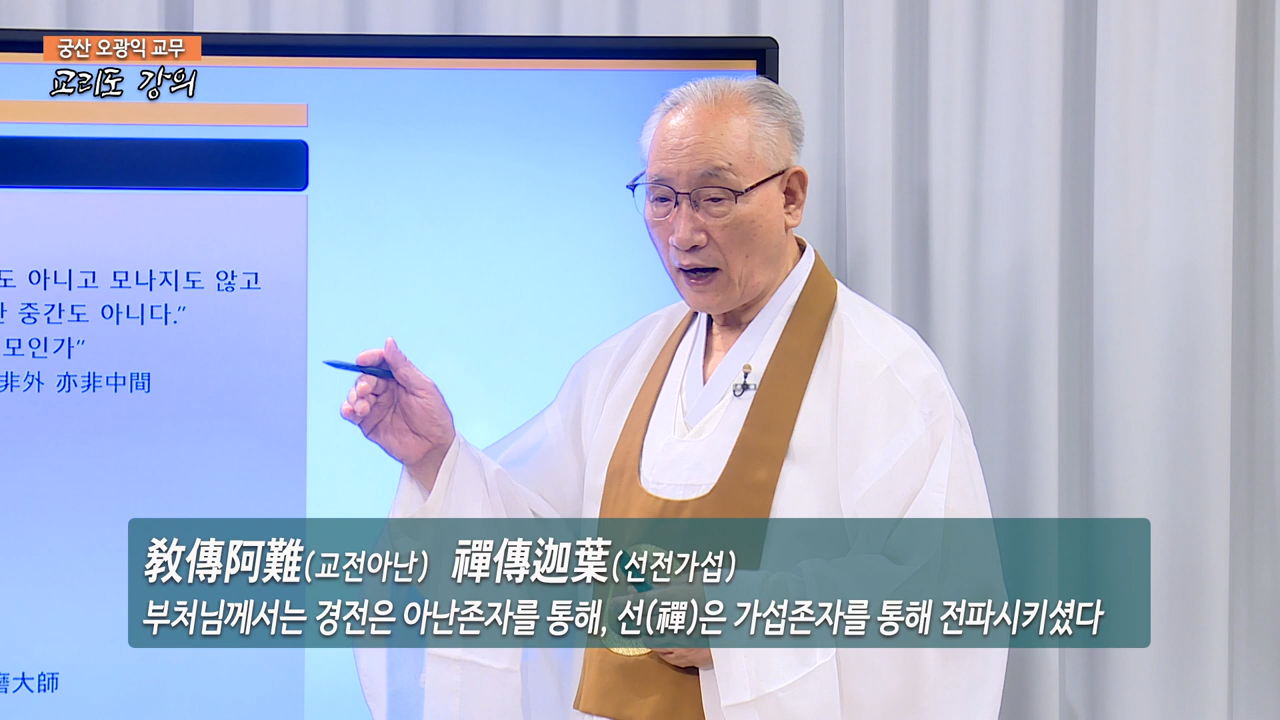 궁산 오광익 교무
교리도 강의
도 아니고 모나지도 않고
중간도 아니다.”
모인가”
非外 亦非中間
敎傳阿難(교전아난) 禪傳迦葉(선전가섭)
부처님께서는 경전은 아난존자를 통해, 선(禪)은 가섭존자를 통해 전파시키셨다
大師